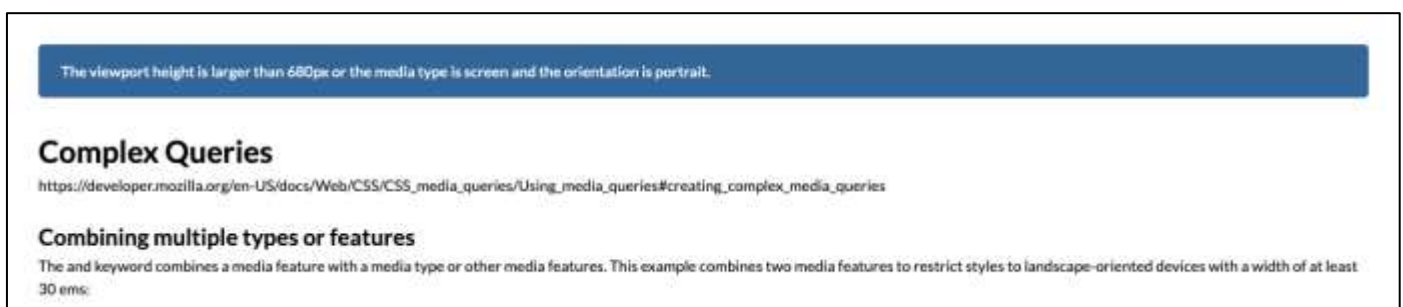 The viewport height is larger than 680px or the media type is screen and the orientation is portrait.
Complex Queries
https://developer.mozilla.org/en-US/docs/Web/CSS/CSS_media_queries/Using_media_queries#creating_complex_media_queries
Combining multiple types or features
The and keyword combines a media feature with a media type or other media features. This example combines two media features to restrict styles to landscape-oriented devices with a width of at least
30 ems: